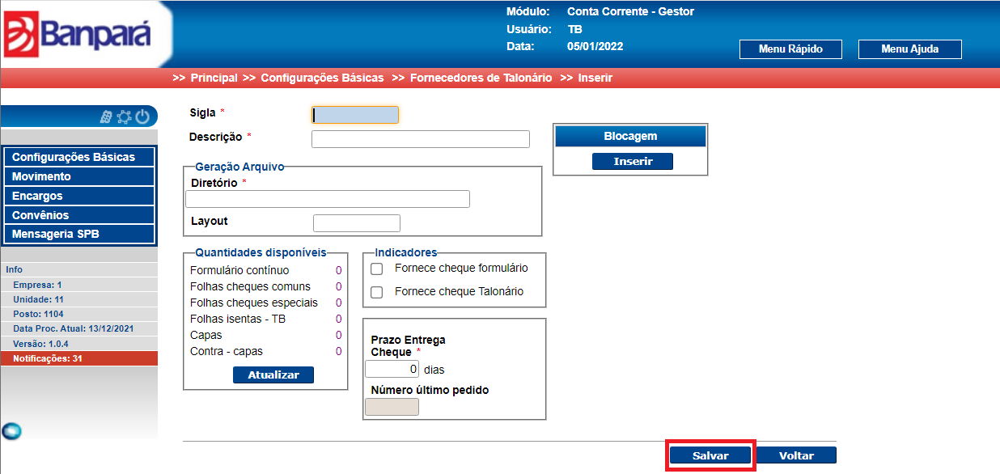 Banpará
Módulo: Conta Corrente - Gestor
Usuário: TB
Data: 05/01/2022
Menu Rápido Menu Ajuda
>> Principal >> Configurações Básicas >> Fornecedores de Talonário >> Inserir
Configurações Básicas
Movimento
Encargos
Convênios
Mensageria SPB
Info
Empresa: 1
Unidade: 11
Posto: 1104
Data Proc. Atual: 13/12/2021
Versão: 1.0.4
Notificações: 31
Sigla *
Descrição *
Blocagem
Inserir
Geração Arquivo
Diretório *
Layout
Quantidades disponíveis
Formulário contínuo 0
Folhas cheques comuns 0
Folhas cheques especiais 0
Folhas isentas - TB 0
Capas 0
Contra - capas 0
Atualizar
Indicadores
Fornece cheque formulário
Fornece cheque Talonário
Prazo Entrega
Cheque *
0 dias
Número último pedido
Salvar Voltar